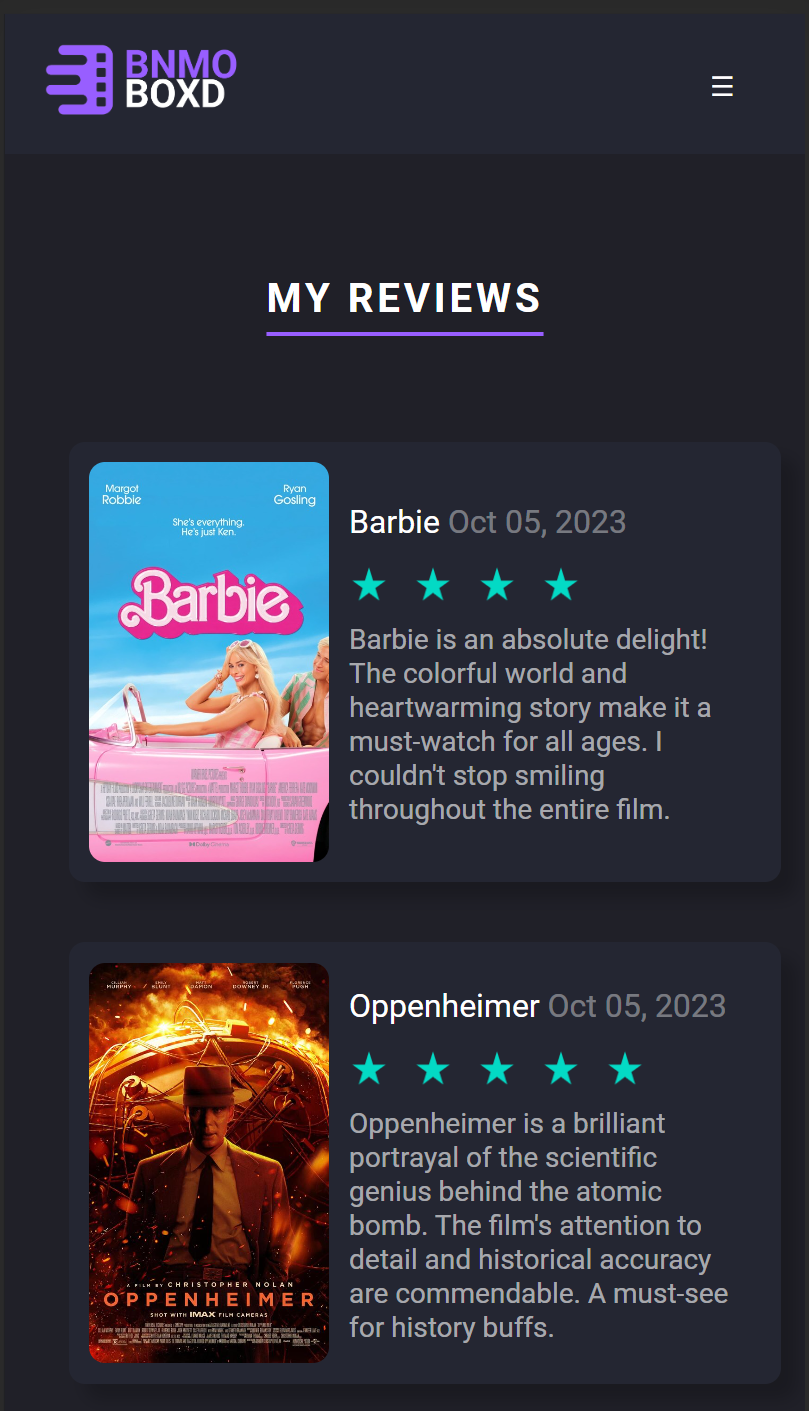 BNMO
BOXD
☰
MY REVIEWS
Margot Robbie
Ryan Gosling
She's everything.
He's just Ken.
Barbie
Barbie Oct 05, 2023
★ ★ ★ ★
Barbie is an absolute delight!
The colorful world and
heartwarming story make it a
must-watch for all ages. I
couldn't stop smiling
throughout the entire film.
CILLIAN MURPHY EMILY BLUNT MATT DAMON ROBERT DOWNEY JR. FLORENCE PUGH
A FILM BY CHRISTOPHER NOLAN
OPPENHEIMER
SHOT WITH IMAX FILM CAMERAS
Oppenheimer Oct 05, 2023
★ ★ ★ ★ ★
Oppenheimer is a brilliant
portrayal of the scientific
genius behind the atomic
bomb. The film's attention to
detail and historical accuracy
are commendable. A must-see
for history buffs.